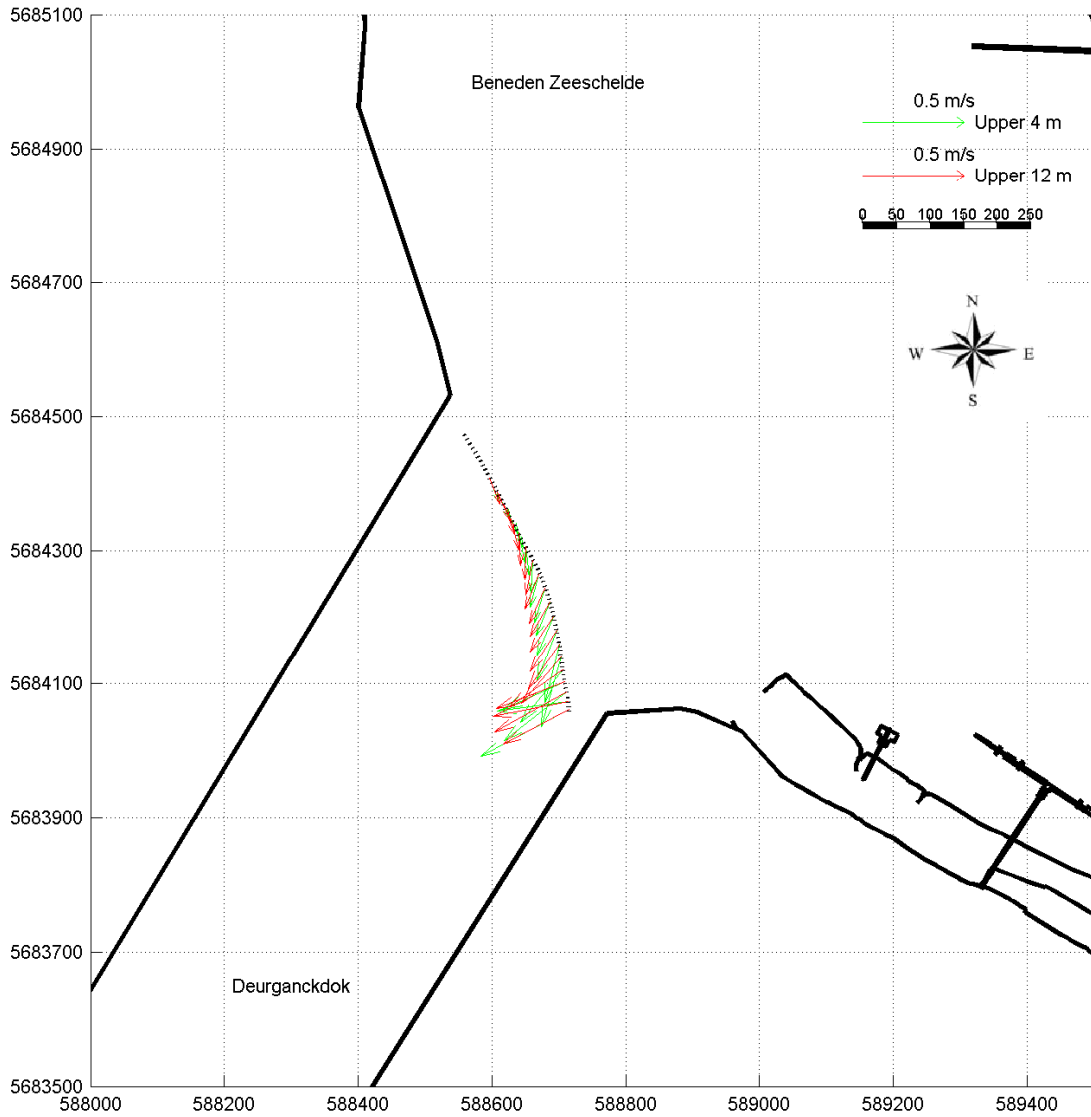 5685100
Beneden Zeeschelde
0.5 m/s
Upper 4 m
5684900
0.5 m/s
Upper 12 m
0 50 100 150 200 250
5684700
N
W E
S
5684500
5684300
5684100
5683900
5683700
Deurganckdok
5683500
588000 588200 588400 588600 588800 589000 589200 589400